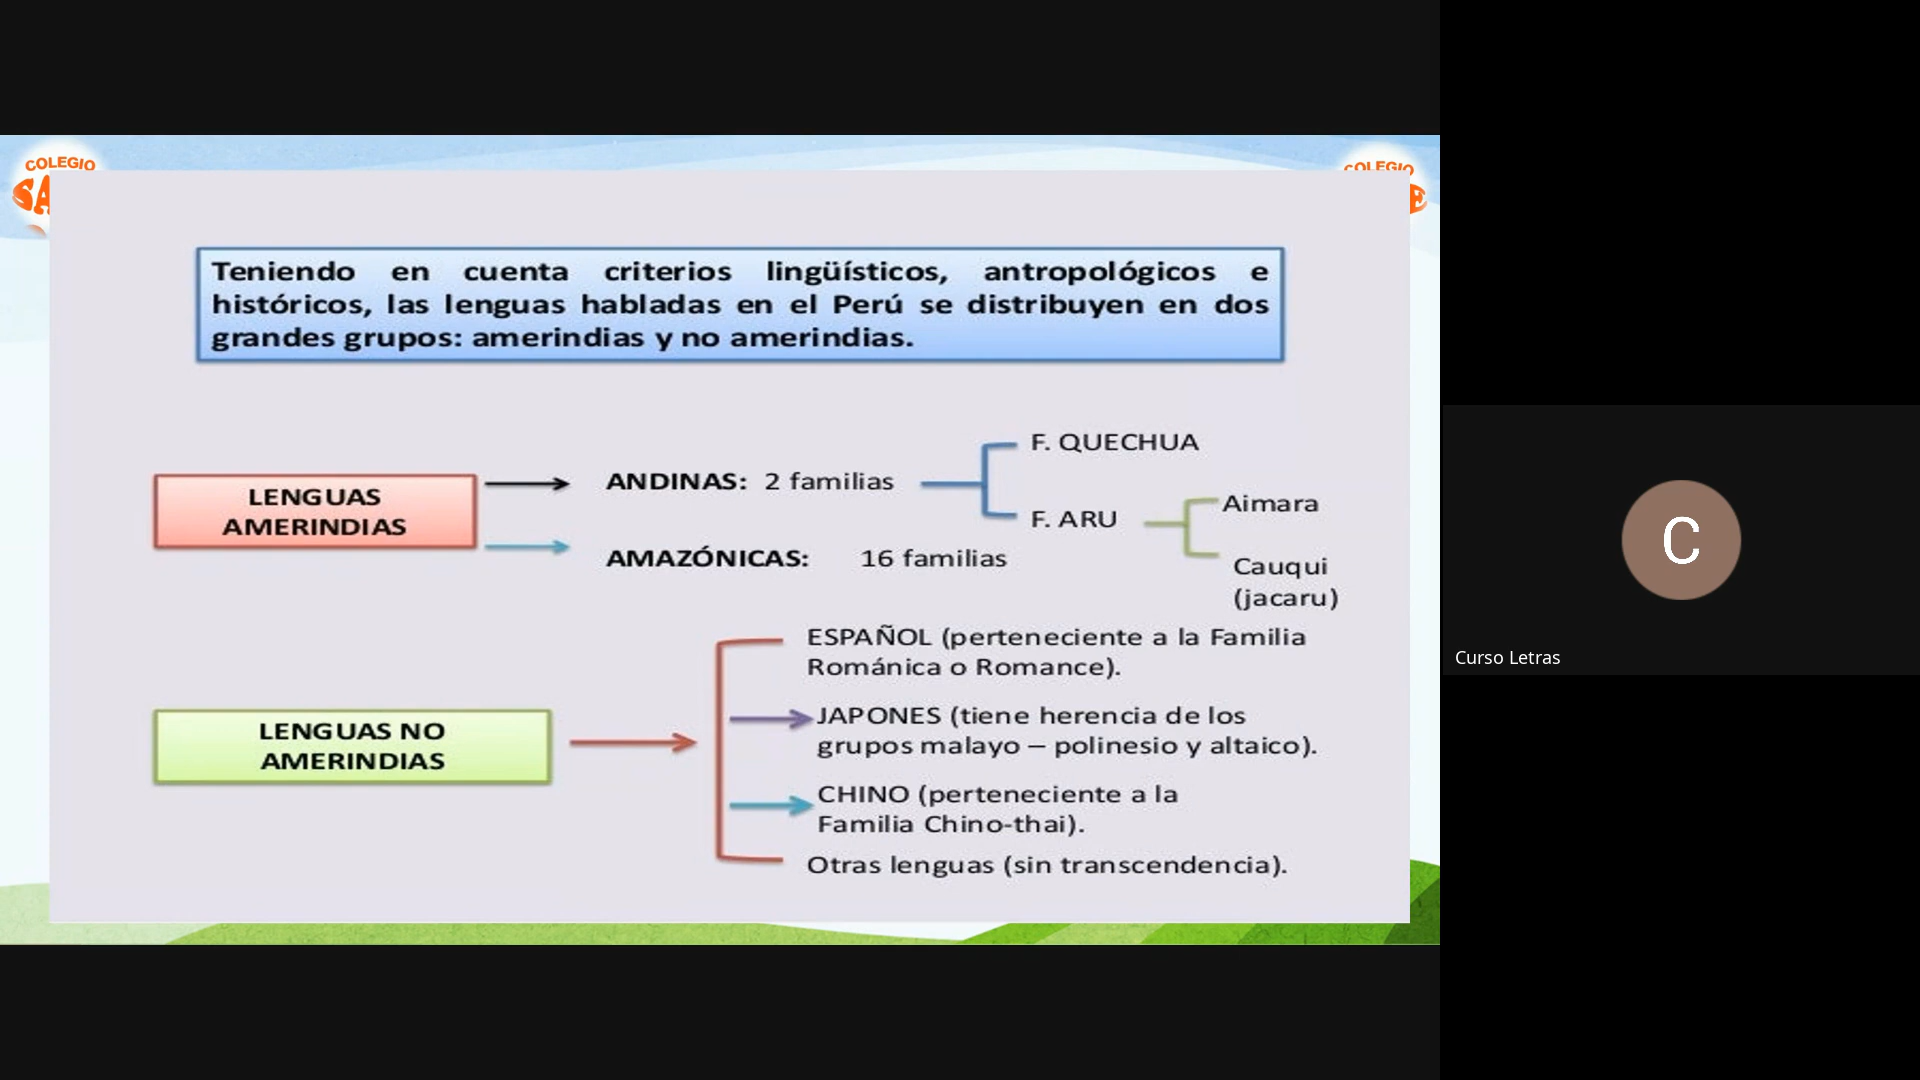 COLEGIO
COLEGIO
Teniendo en cuenta criterios lingüísticos, antropológicos e
históricos, las lenguas habladas en el Perú se distribuyen en dos
grandes grupos: amerindias y no amerindias.
LENGUAS
AMERINDIAS
ANDINAS: 2 familias
F. QUECHUA
F. ARU
Aimara
Cauqui
(jacaru)
AMAZÓNICAS: 16 familias
LENGUAS NO
AMERINDIAS
ESPAÑOL (perteneciente a la Familia
Románica o Romance).
JAPONES (tiene herencia de los
grupos malayo – polinesio y altaico).
CHINO (perteneciente a la
Familia Chino-thai).
Otras lenguas (sin transcendencia).
C
Curso Letras